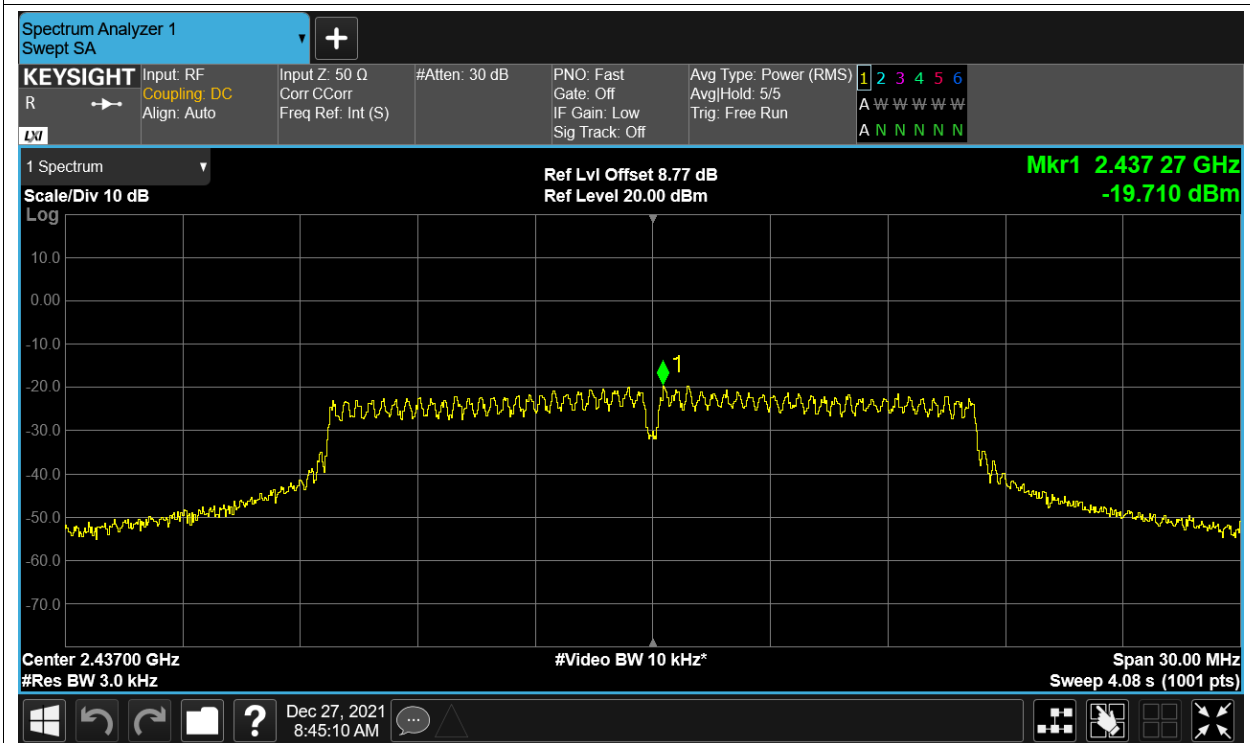 Spectrum Analyzer 1
Swept SA
KEYSIGHT
R
LXI
Input: RF
Coupling: DC
Align: Auto
Input Z: 50 Ω
Corr CCorr
Freq Ref: Int (S)
#Atten: 30 dB
PNO: Fast
Gate: Off
IF Gain: Low
Sig Track: Off
Avg Type: Power (RMS)
Avg|Hold: 5/5
Trig: Free Run
1 2 3 4 5 6
A W W W W W
A N N N N N
1 Spectrum
Scale/Div 10 dB
Ref Lvl Offset 8.77 dB
Ref Level 20.00 dBm
Mkr1 2.437 27 GHz
-19.710 dBm
Log
10.0
0.00
-10.0
-20.0
-30.0
-40.0
-50.0
-60.0
-70.0
1
Center 2.43700 GHz
#Res BW 3.0 kHz
#Video BW 10 kHz*
Span 30.00 MHz
Sweep 4.08 s (1001 pts)
?
Dec 27, 2021
8:45:10 AM